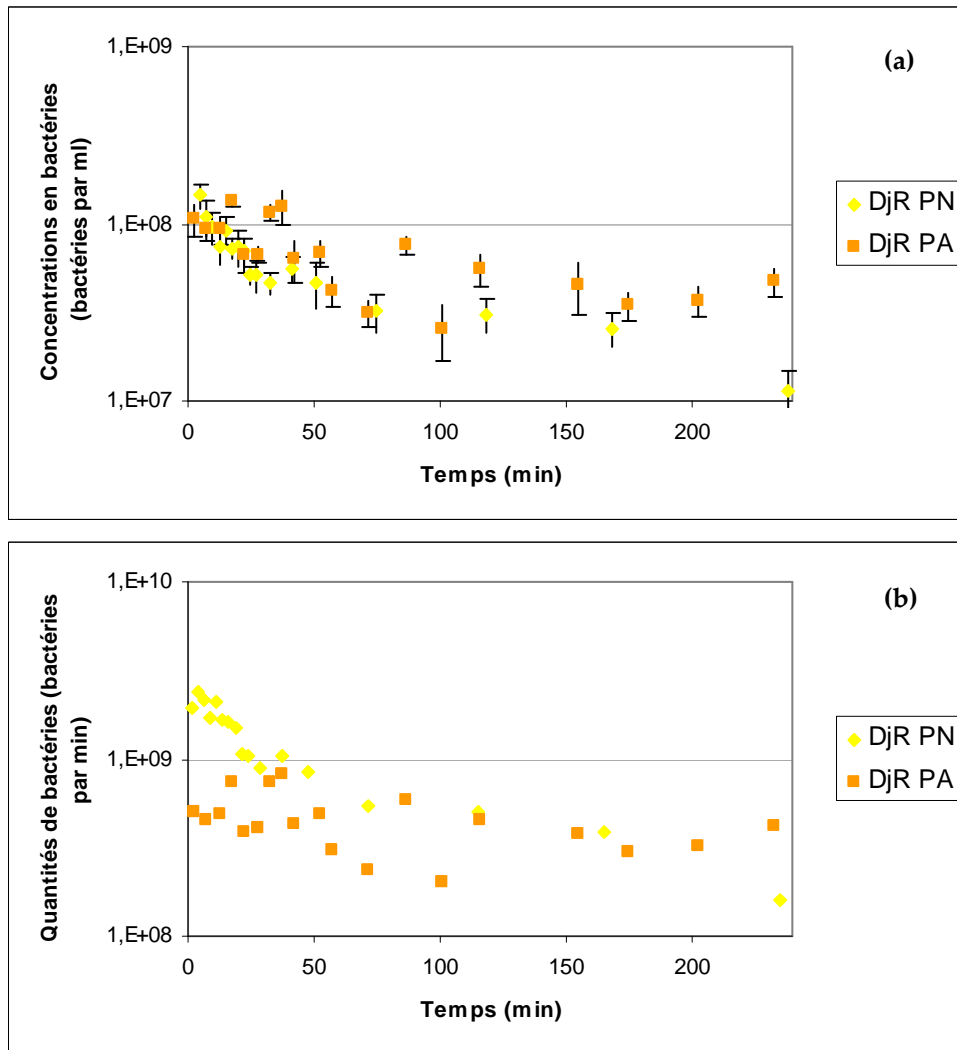 (a)
1,E+09
1,E+08
1,E+07
Concentrations en bactéries
(bactéries par ml)
0
50
100
150
200
Temps (min)
DjR PN
DjR PA
(b)
1,E+10
1,E+09
1,E+08
Quantités de bactéries (bactéries
par min)
0
50
100
150
200
Temps (min)
DjR PN
DjR PA